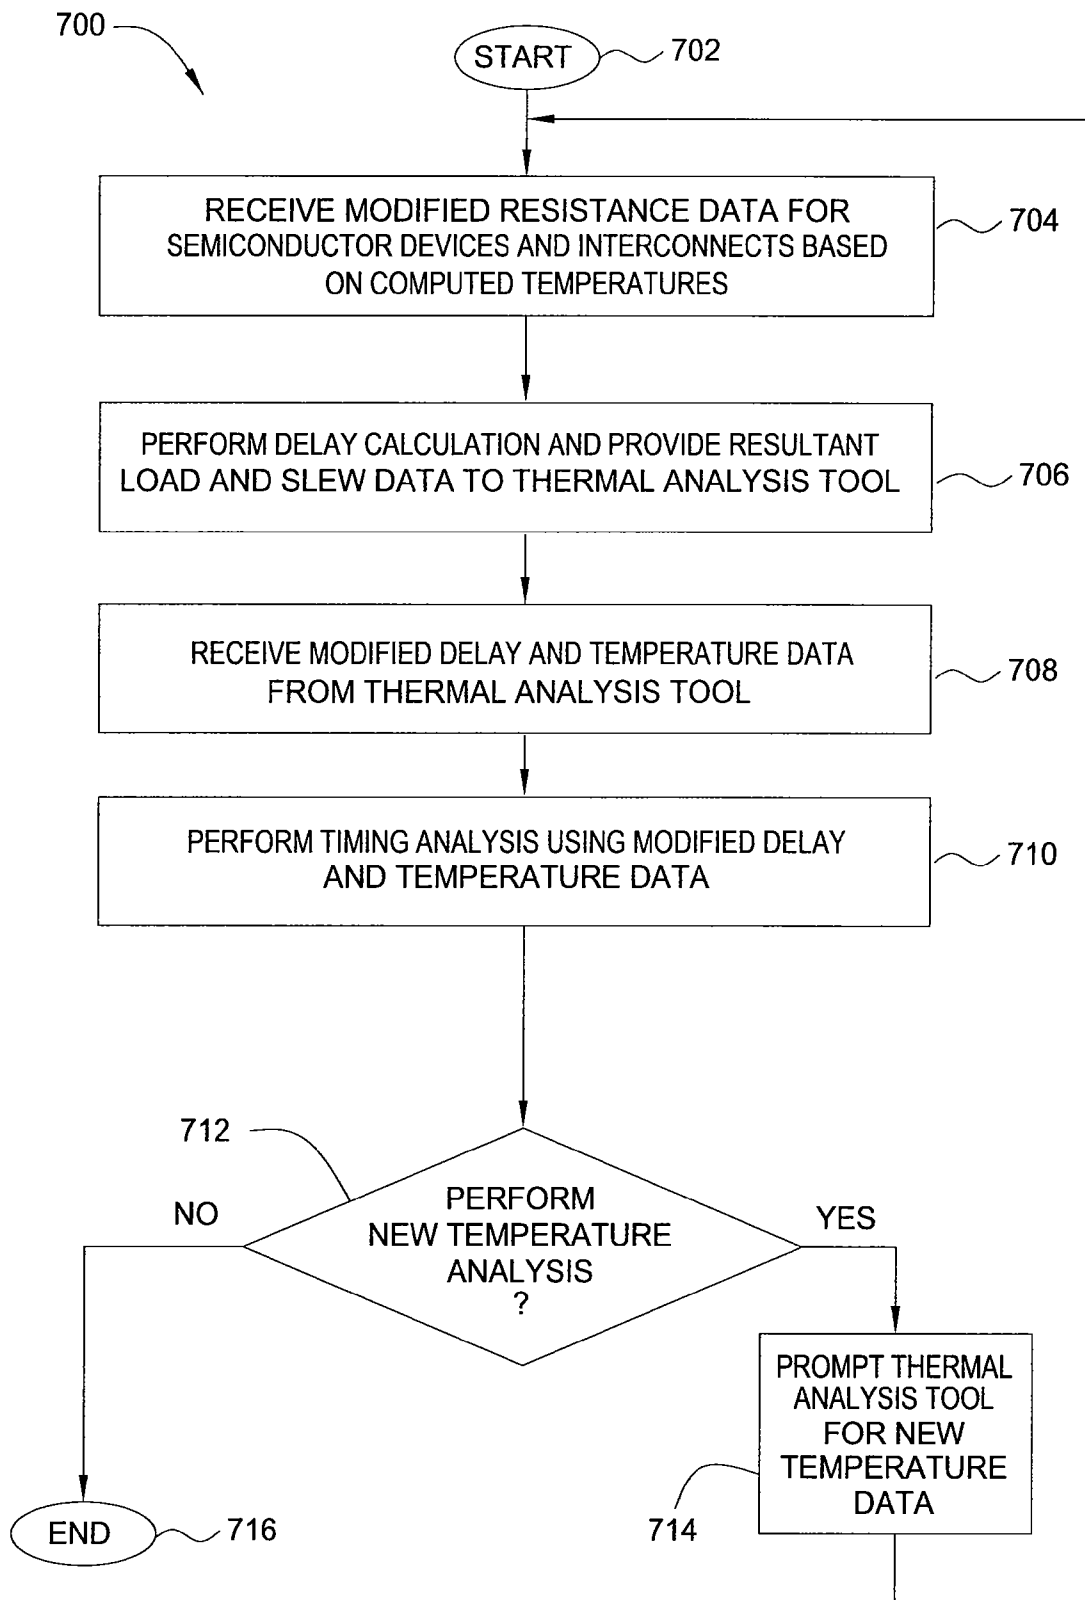 700
START
702
RECEIVE MODIFIED RESISTANCE DATA FOR
SEMICONDUCTOR DEVICES AND INTERCONNECTS BASED
ON COMPUTED TEMPERATURES
704
PERFORM DELAY CALCULATION AND PROVIDE RESULTANT
LOAD AND SLEW DATA TO THERMAL ANALYSIS TOOL
706
RECEIVE MODIFIED DELAY AND TEMPERATURE DATA
FROM THERMAL ANALYSIS TOOL
708
PERFORM TIMING ANALYSIS USING MODIFIED DELAY
AND TEMPERATURE DATA
710
712
NO
PERFORM
NEW TEMPERATURE
ANALYSIS
?
YES
PROMPT THERMAL
ANALYSIS TOOL
FOR NEW
TEMPERATURE
DATA
714
END
716